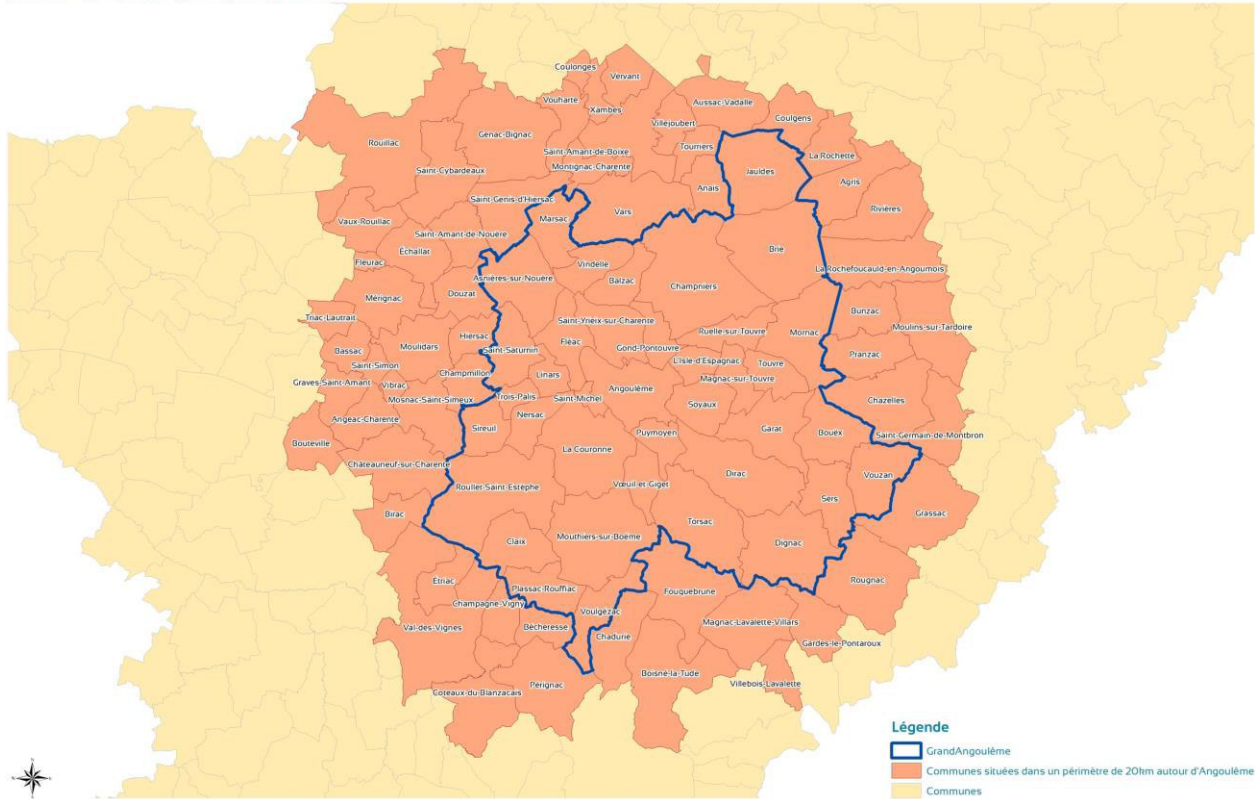 Coulonges
Vervant
Vouharte
Xambes
Aussac-Vadalle
Villejoubert
Coulgens
Rouillac
Genac-Bignac
Tourriers
Saint-Amant-de-Boixe
La Rochette
Saint-Cybardeaux
Montignac-Charente
Jauldes
Agris
Anais
Saint-Genis-d'Hiersac
Rivières
Vars
Marsac
Vaux-Rouillac
Saint-Amant-de-Nouère
Échallat
Brie
Fleurac
Vindelle
La Rochefoucauld-en-Angoumois
Asnières-sur-Nouère
Balzac
Champniers
Douzat
Mérignac
Bunzac
Triac-Lautrait
Saint-Yrieix-sur-Charente
Moulins-sur-Tardoire
Ruelle-sur-Touvre
Mornac
Hiersac
Fléac
Moulidars
Gond-Pontouvre
Bassac
Saint-Saturnin
Pranzac
L'Isle-d'Espagnac
Touvre
Saint-Simon
Champmillon
Linars
Magnac-sur-Touvre
Graves-Saint-Amant
Vibrac
Angoulême
Trois-Palis
Saint-Michel
Mosnac-Saint-Simeux
Chazelles
Soyaux
Nersac
Angeac-Charente
Sireuil
Garat
Puymoyen
Bouëx
Saint-Germain-de-Montbron
Bouteville
La Couronne
Châteauneuf-sur-Charente
Dirac
Vouzan
Vœuil-et-Giget
Roullet-Saint-Estèphe
Sers
Birac
Grassac
Torsac
Mouthiers-sur-Boëme
Claix
Dignac
Étriac
Rougnac
Plassac-Rouffiac
Fouquebrune
Champagne-Vigny
Voulgézac
Val-des-Vignes
Bécheresse
Magnac-Lavalette-Villars
Chadurie
Gardes-le-Pontaroux
Boisné-la-Tude
Pérignac
Villebois-Lavalette
Coteaux-du-Blanzacais
Légende
GrandAngoulême
Communes situées dans un périmètre de 20km autour d'Angoulême
Communes